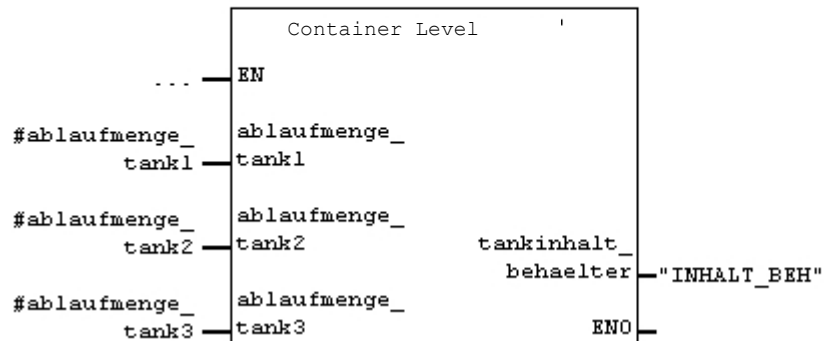 Container Level '
... EN
#ablaufmenge_ ablaufmenge_
tank1 tank1
#ablaufmenge_ ablaufmenge_
tank2 tank2 tankinhalt_
behaelter "INHALT_BEH"
#ablaufmenge_ ablaufmenge_
tank3 tank3 ENO